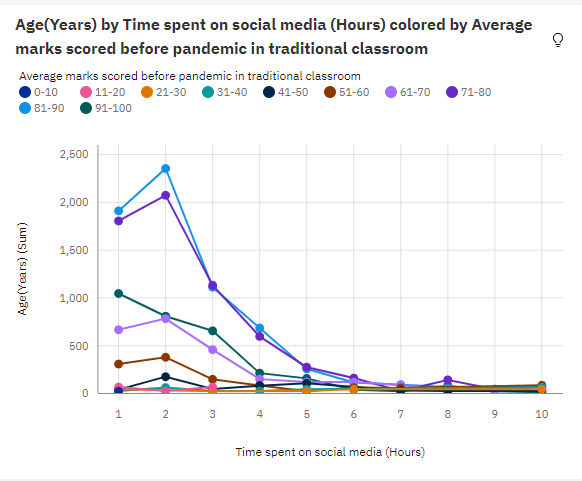 Age(Years) by Time spent on social media (Hours) colored by Average
marks scored before pandemic in traditional classroom
Average marks scored before pandemic in traditional classroom
0-10 11-20 21-30 31-40 41-50 51-60 61-70 71-80
81-90 91-100
Age(Years) (Sum)
2,500
2,000
1,500
1,000
500
0
1 2 3 4 5 6 7 8 9 10
Time spent on social media (Hours)